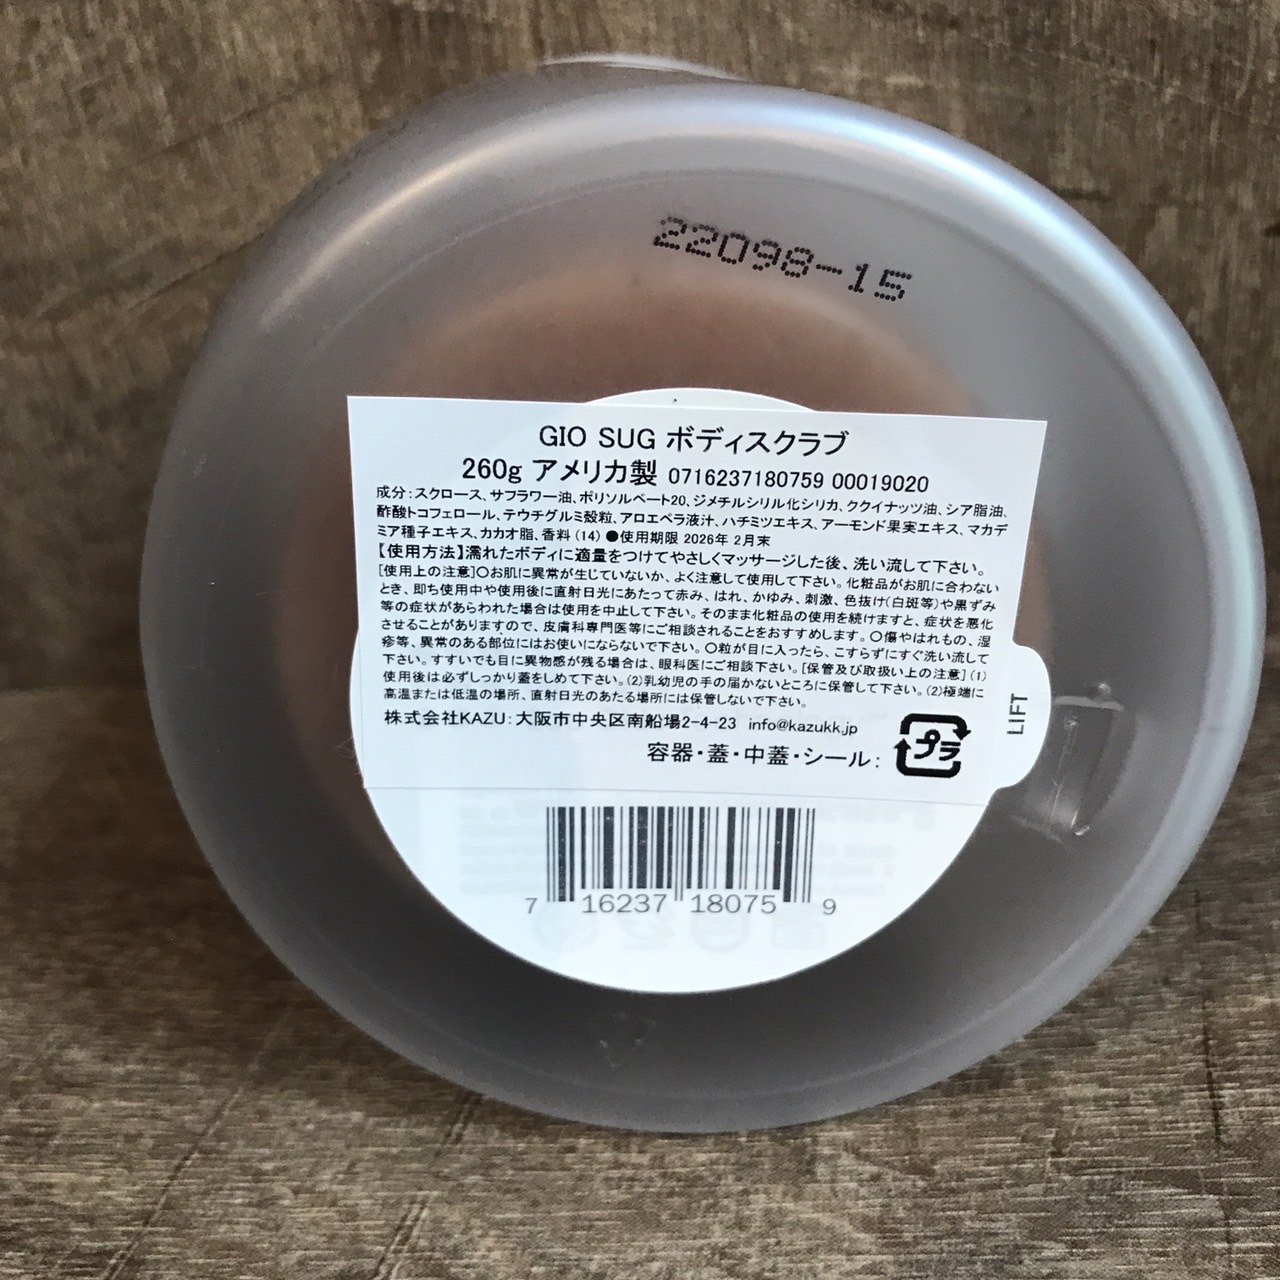 22098-15
GIO SUG ボディスクラブ
260g アメリカ製 0716237180759 00019020
成分：スクロース、サフラワー油、ポリソルベート20、ジメチルシリル化シリカ、ククイナッツ油、シア脂油、
酢酸トコフェロール、テウチグルミ殻粒、アロエベラ液汁、ハチミツエキス、アーモンド果実エキス、マカデ
ミア種子エキス、カカオ脂、香料（14）●使用期限 2026年 2月末
【使用方法】濡れたボディに適量をつけてやさしくマッサージした後、洗い流して下さい。
[使用上の注意]〇お肌に異常が生じていないか、よく注意して使用して下さい。化粧品がお肌に合わない
とき、即ち使用中や使用後に直射日光にあたって赤み、はれ、かゆみ、刺激、色抜け(白斑等)や黒ずみ
等の症状があらわれた場合は使用を中止して下さい。そのまま化粧品の使用を続けますと、症状を悪化
させることがありますので、皮膚科専門医等にご相談されることをおすすめします。〇傷やはれもの、湿
疹等、異常のある部位にはお使いにならないで下さい。〇粒が目に入ったら、こすらずにすぐ洗い流して
下さい。すすいでも目に異物感が残る場合は、眼科医にご相談下さい。[保管及び取扱い上の注意]（1）
使用後は必ずしっかり蓋をしめて下さい。（2）乳幼児の手の届かないところに保管して下さい。（2）極端に
高温または低温の場所、直射日光のあたる場所には保管しないで下さい。
株式会社KAZU：大阪市中央区南船場2-4-23 info@kazukk.jp
容器・蓋・中蓋・シール：
プラ
LIFT
7 16237 18075 9